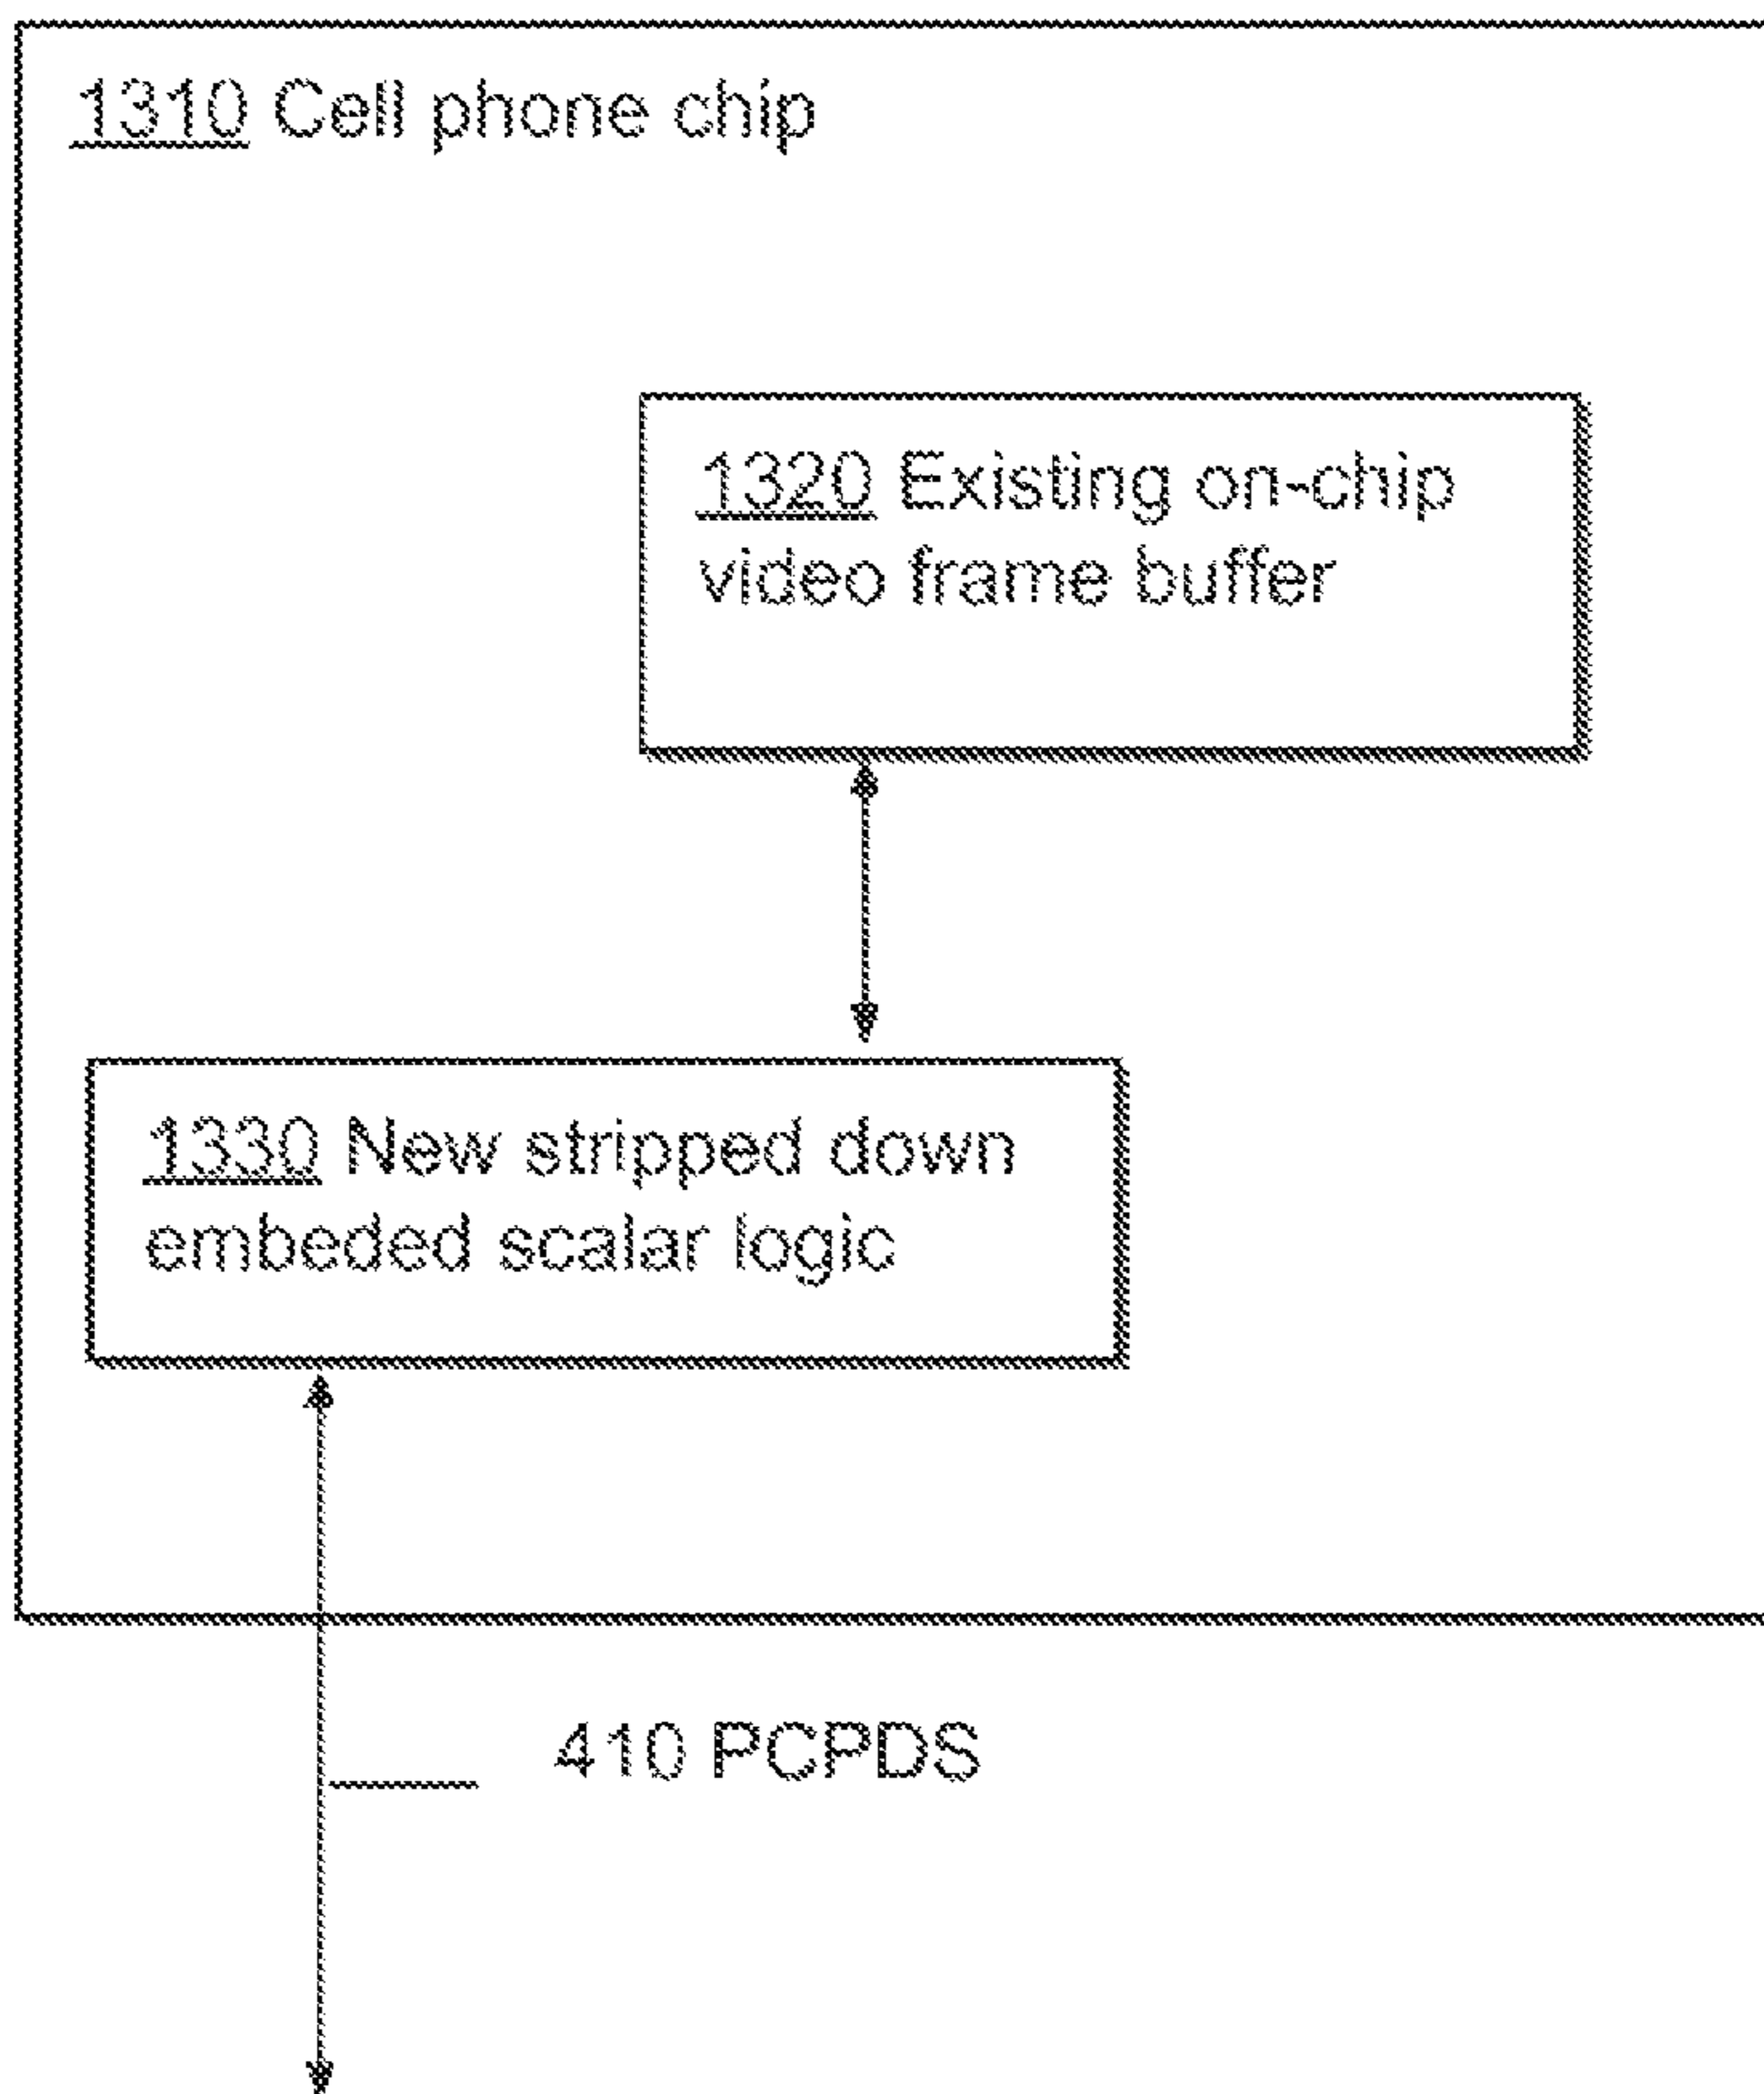 1310 Cell phone chip
1320 Existing on-chip
video frame buffer
1330 New stripped down
embeded scalar logic
410 PCPDS